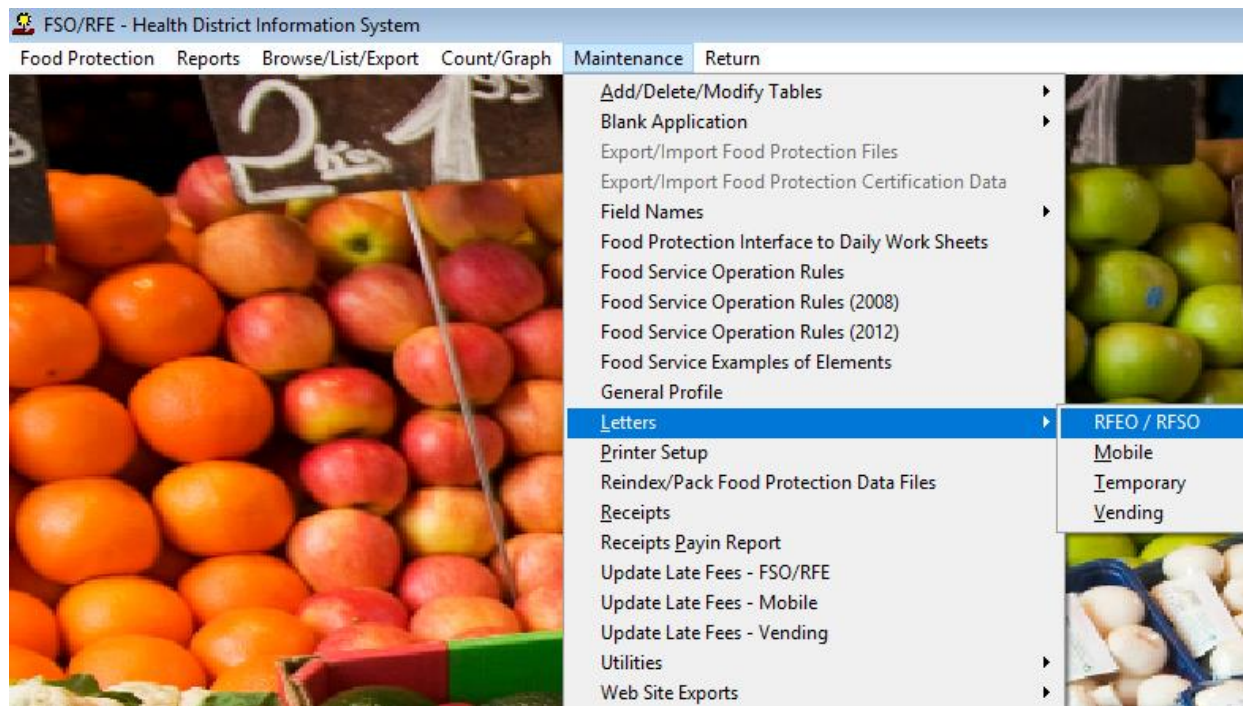 FSO/RFE - Health District Information System
Food Protection Reports Browse/List/Export Count/Graph Maintenance Return
Add/Delete/Modify Tables
Blank Application
Export/Import Food Protection Files
Export/Import Food Protection Certification Data
Field Names
Food Protection Interface to Daily Work Sheets
Food Service Operation Rules
Food Service Operation Rules (2008)
Food Service Operation Rules (2012)
Food Service Examples of Elements
General Profile
Letters
Printer Setup
Reindex/Pack Food Protection Data Files
Receipts
Receipts Payin Report
Update Late Fees - FSO/RFE
Update Late Fees - Mobile
Update Late Fees - Vending
Utilities
Web Site Exports
RFEO / RFSO
Mobile
Temporary
Vending
2 Kg 1 99